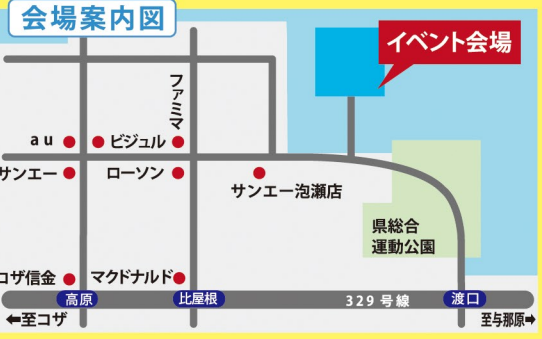 会場案内図
イベント会場
ファミマ
au
ビジュル
サンエー
ローソン
サンエー泡瀬店
県総合
運動公園
コザ信金
マクドナルド
高原
比屋根
329号線
渡口
←至コザ
至与那原→